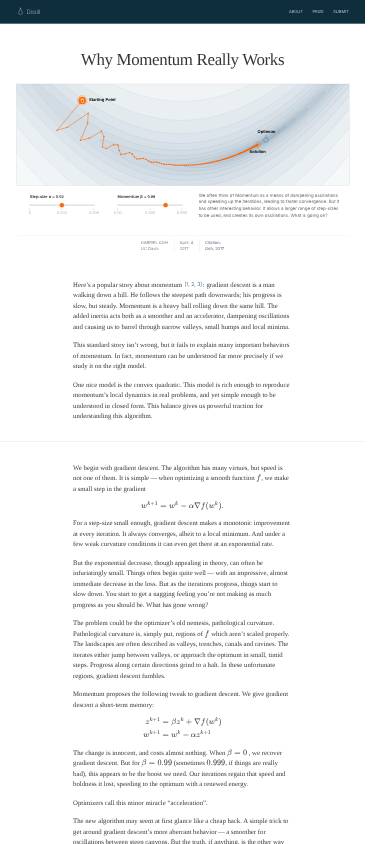 Distill
ABOUT PRIZE SUBMIT
Why Momentum Really Works
Starting Point
Optimum
Solution
Step-size α = 0.02
Momentum β = 0.99
We often think of Momentum as a means of dampening oscillations
and speeding up the iterations, leading to faster convergence. But it
has other interesting behavior. It allows a larger range of step-sizes
to be used, and creates its own oscillations. What is going on?
GABRIEL GOH
UC Davis
April. 4
2017
Citation:
Goh, 2017
Here's a popular story about momentum [1, 2, 3]: gradient descent is a man
walking down a hill. He follows the steepest path downwards; his progress is
slow, but steady. Momentum is a heavy ball rolling down the same hill. The
added inertia acts both as a smoother and an accelerator, dampening oscillations
and causing us to barrel through narrow valleys, small humps and local minima.
This standard story isn't wrong, but it fails to explain many important behaviors
of momentum. In fact, momentum can be understood far more precisely if we
study it on the right model.
One nice model is the convex quadratic. This model is rich enough to reproduce
momentum's local dynamics in real problems, and yet simple enough to be
understood in closed form. This balance gives us powerful traction for
understanding this algorithm.
We begin with gradient descent. The algorithm has many virtues, but speed is
not one of them. It is simple — when optimizing a smooth function f, we make
a small step in the gradient
w^{k+1} = w^k − α∇f(w^k).
For a step-size small enough, gradient descent makes a monotonic improvement
at every iteration. It always converges, albeit to a local minimum. And under a
few weak curvature conditions it can even get there at an exponential rate.
But the exponential decrease, though appealing in theory, can often be
infuriatingly small. Things often begin quite well — with an impressive, almost
immediate decrease in the loss. But as the iterations progress, things start to
slow down. You start to get a nagging feeling you're not making as much
progress as you should be. What has gone wrong?
The problem could be the optimizer's old nemesis, pathological curvature.
Pathological curvature is, simply put, regions of f which aren't scaled properly.
The landscapes are often described as valleys, trenches, canals and ravines. The
iterates either jump between valleys, or approach the optimum in small, timid
steps. Progress along certain directions grind to a halt. In these unfortunate
regions, gradient descent fumbles.
Momentum proposes the following tweak to gradient descent. We give gradient
descent a short-term memory:
z^{k+1} = βz^k + ∇f(w^k)
w^{k+1} = w^k − αz^{k+1}
The change is innocent, and costs almost nothing. When β = 0 , we recover
gradient descent. But for β = 0.99 (sometimes 0.999, if things are really
bad), this appears to be the boost we need. Our iterations regain that speed and
boldness it lost, speeding to the optimum with a renewed energy.
Optimizers call this minor miracle "acceleration".
The new algorithm may seem at first glance like a cheap hack. A simple trick to
get around gradient descent's more aberrant behavior — a smoother for
oscillations between steep canyons. But the truth, if anything, is the other way